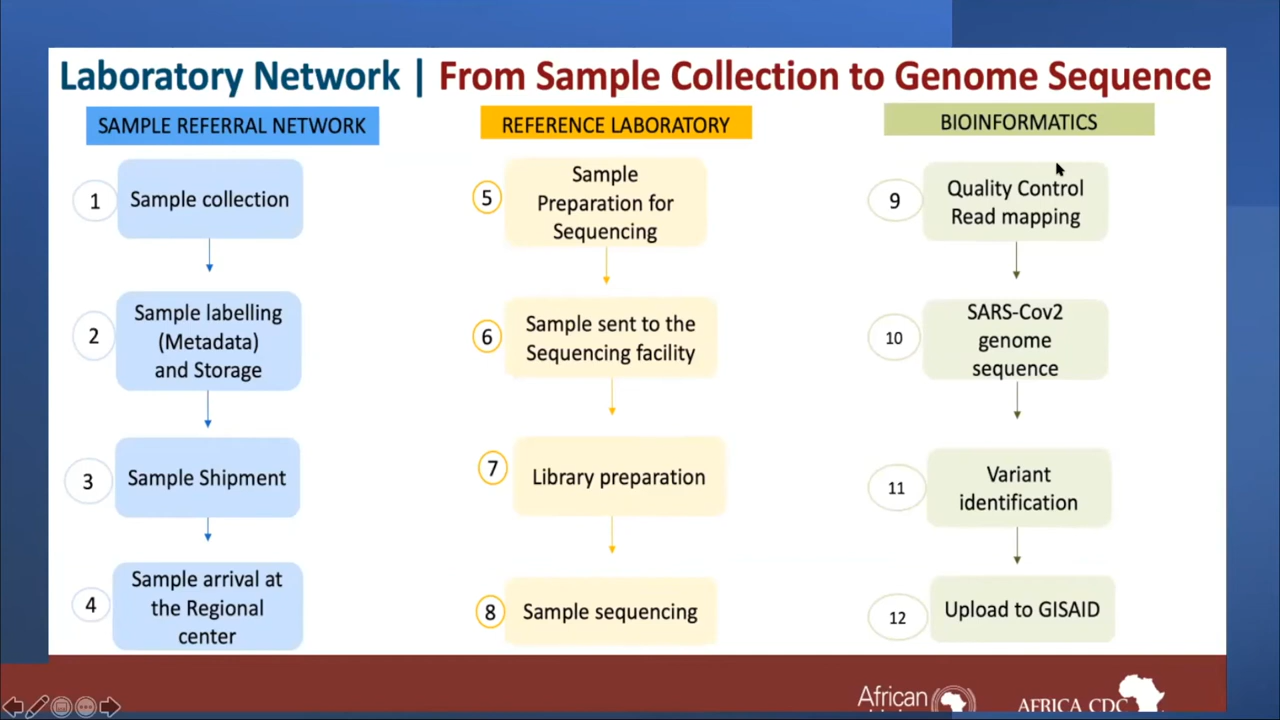 Laboratory Network | From Sample Collection to Genome Sequence
SAMPLE REFERRAL NETWORK
1
Sample collection
2
Sample labelling
(Metadata)
and Storage
3
Sample Shipment
4
Sample arrival at
the Regional
center
REFERENCE LABORATORY
5
Sample
Preparation for
Sequencing
6
Sample sent to the
Sequencing facility
7
Library preparation
8
Sample sequencing
BIOINFORMATICS
9
Quality Control
Read mapping
10
SARS-Cov2
genome
sequence
11
Variant
identification
12
Upload to GISAID
African
AFRICA CDC